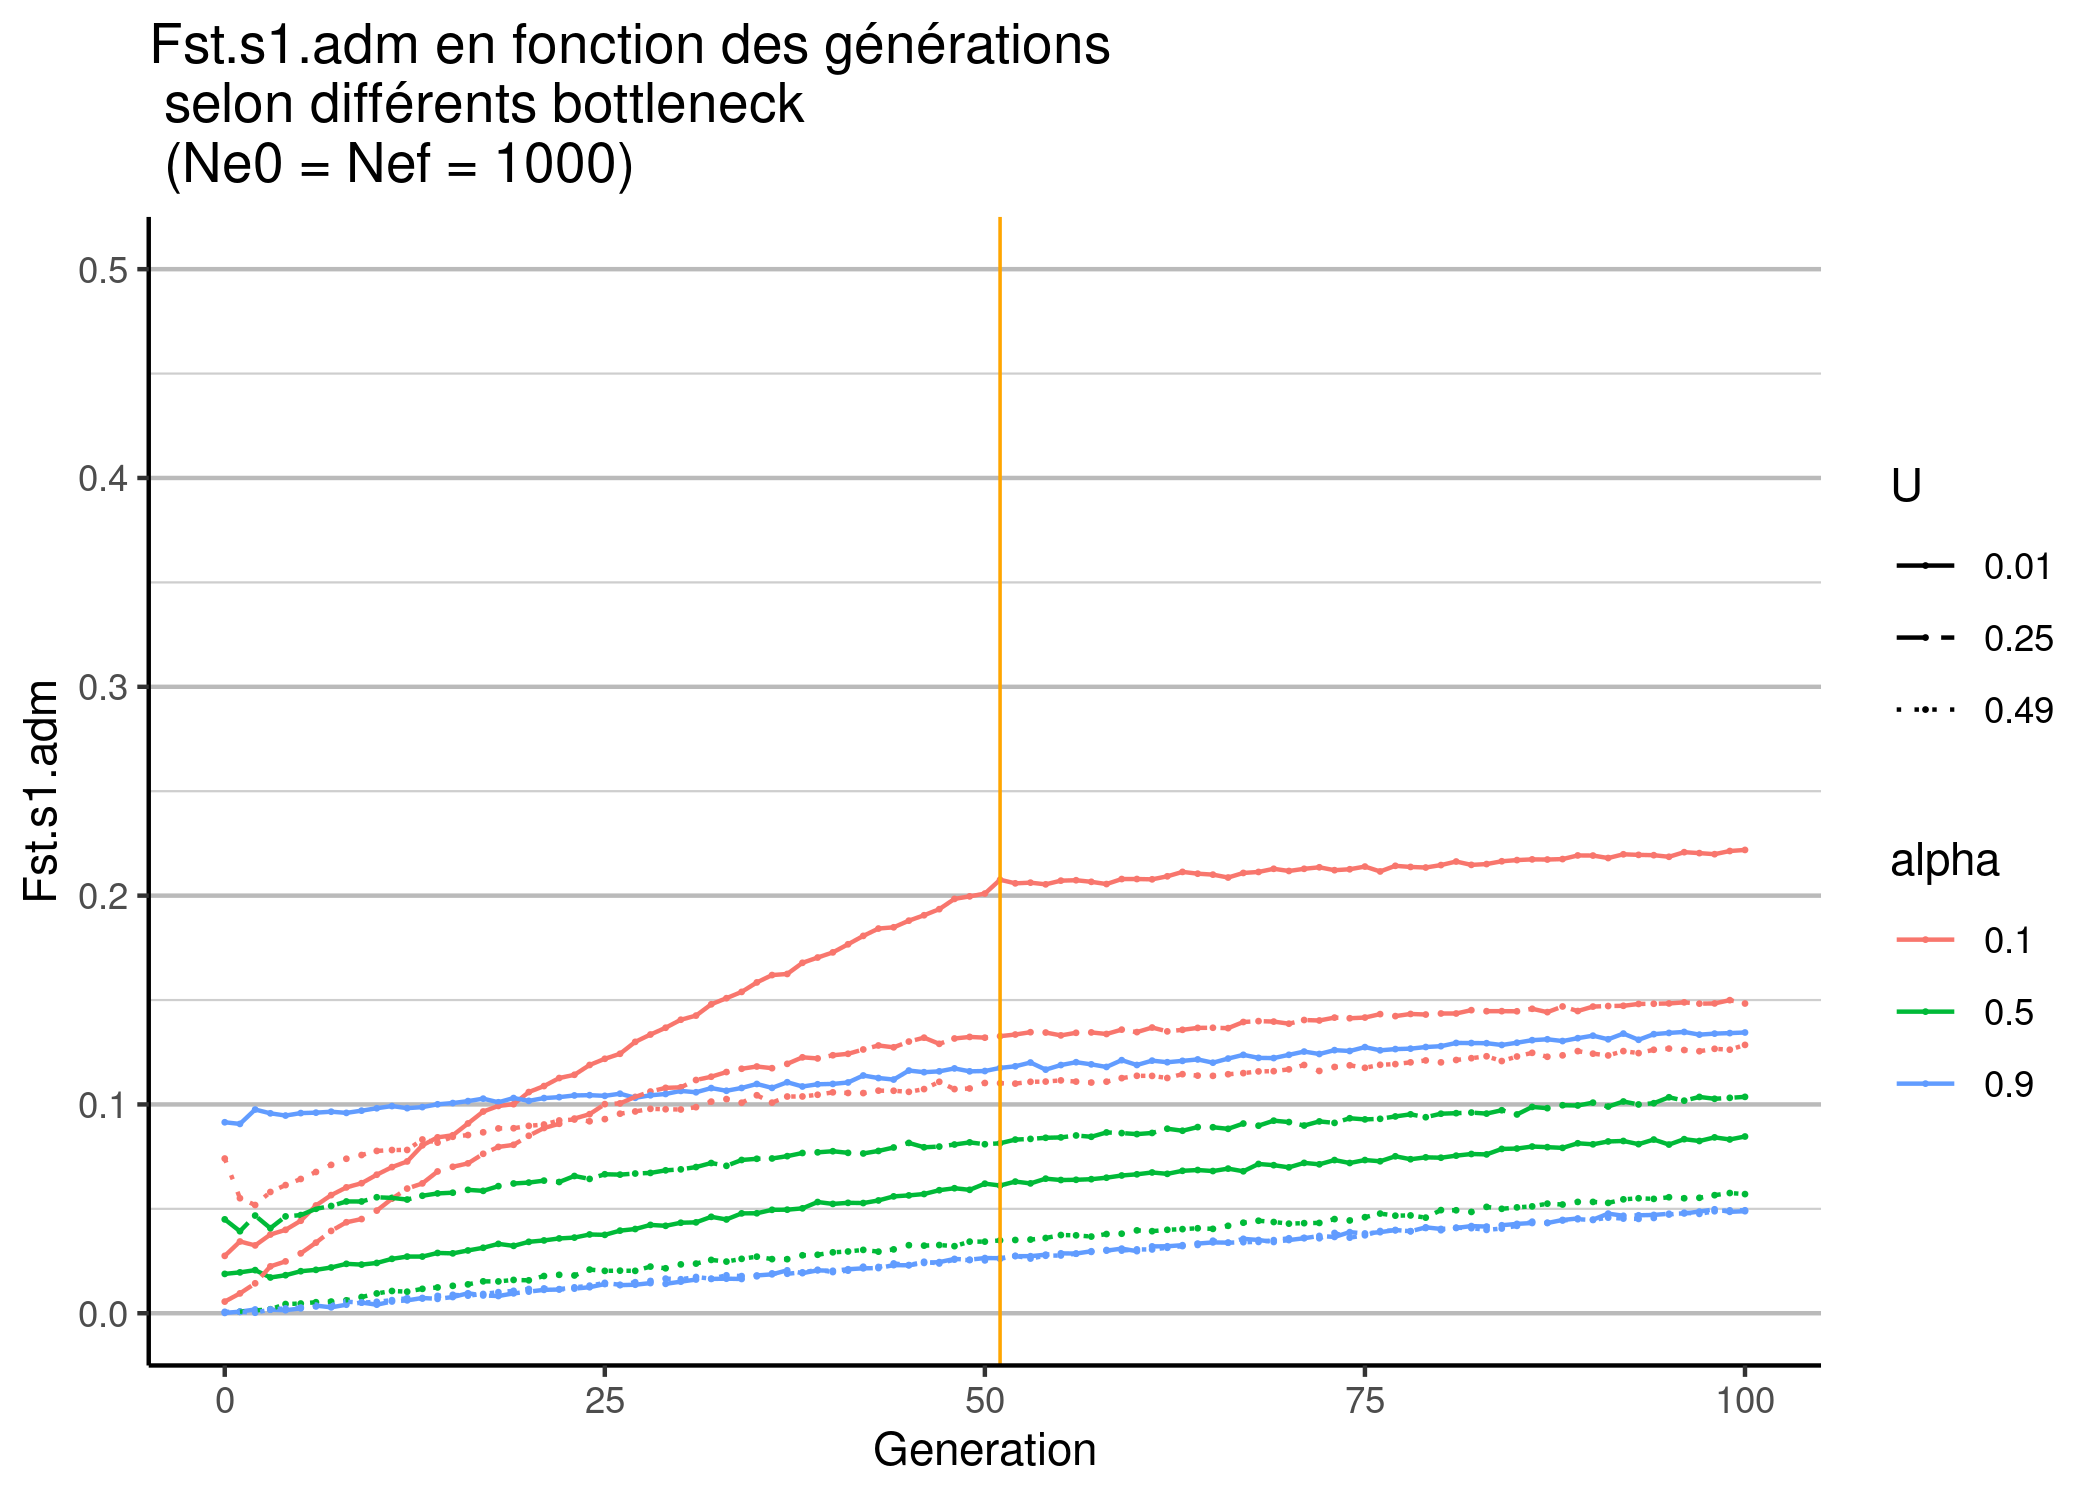 Fst.s1.adm en fonction des générations
selon différents bottleneck
(Ne0 = Nef = 1000)
Fst.s1.adm
0.5
0.4
0.3
0.2
0.1
0.0
0
25
50
75
100
Generation
U
0.01
0.25
0.49
alpha
0.1
0.5
0.9